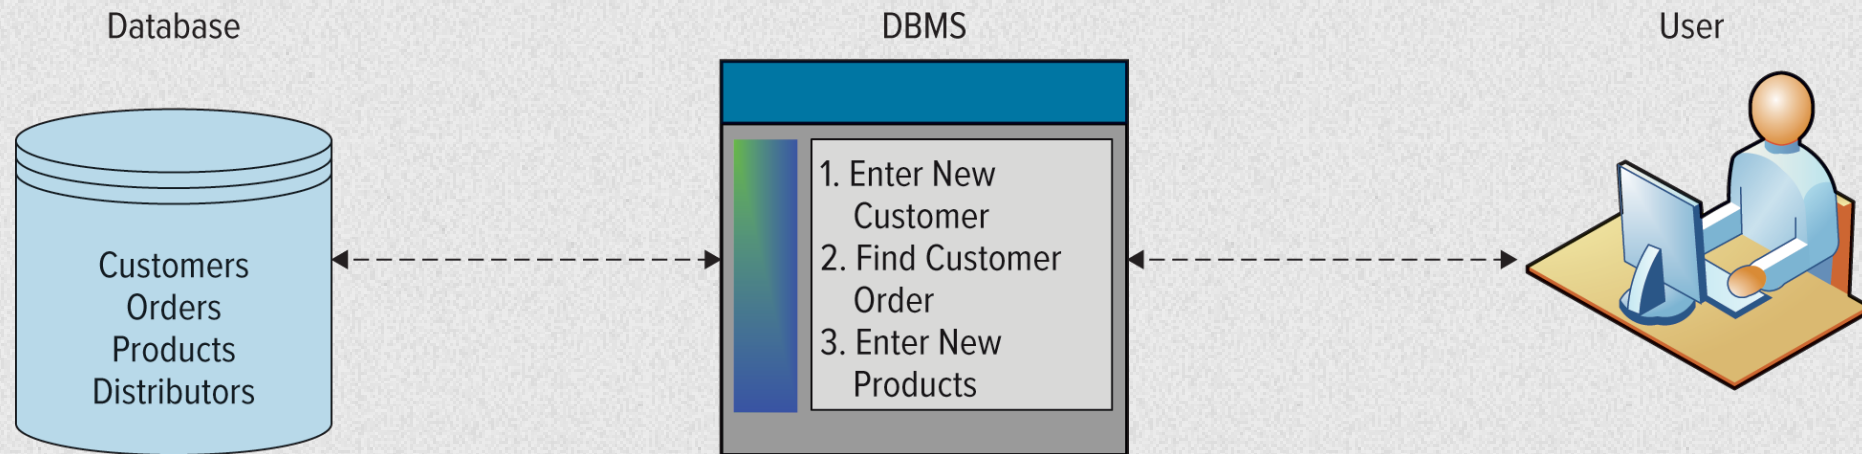 Database
DBMS
User
Customers
Orders
Products
Distributors
1. Enter New
Customer
2. Find Customer
Order
3. Enter New
Products